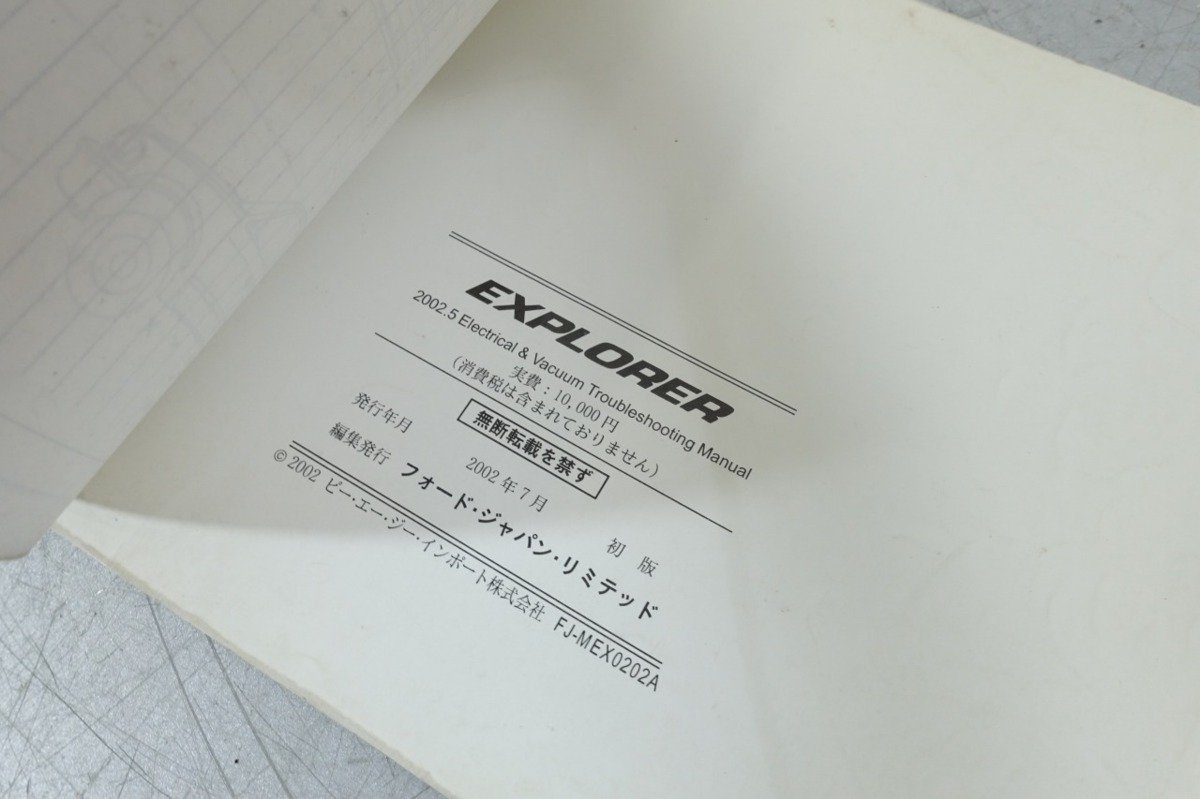 EXPLORER
2002.5 Electrical & Vacuum Troubleshooting Manual
実費：10,000円
（消費税は含まれておりません）
無断転載を禁ず
発行年月 2002年7月 初版
編集発行 フォード・ジャパン・リミテッド
© 2002 ピー・エー・ジー・インポート株式会社 FJ-MEX0202A